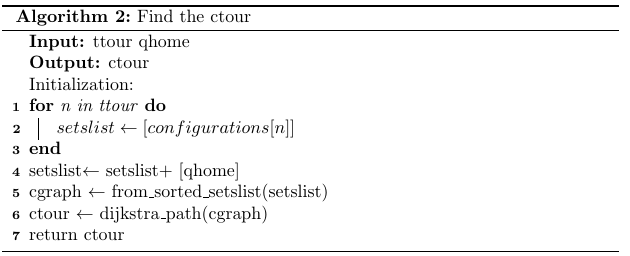 Algorithm 2: Find the ctour
Input: ttour qhome
Output: ctour
Initialization:
1 for n in ttour do
2 setslist ← [configurations[n]]
3 end
4 setslist← setslist+ [qhome]
5 cgraph ← from_sorted_setslist(setslist)
6 ctour ← dijkstra_path(cgraph)
7 return ctour